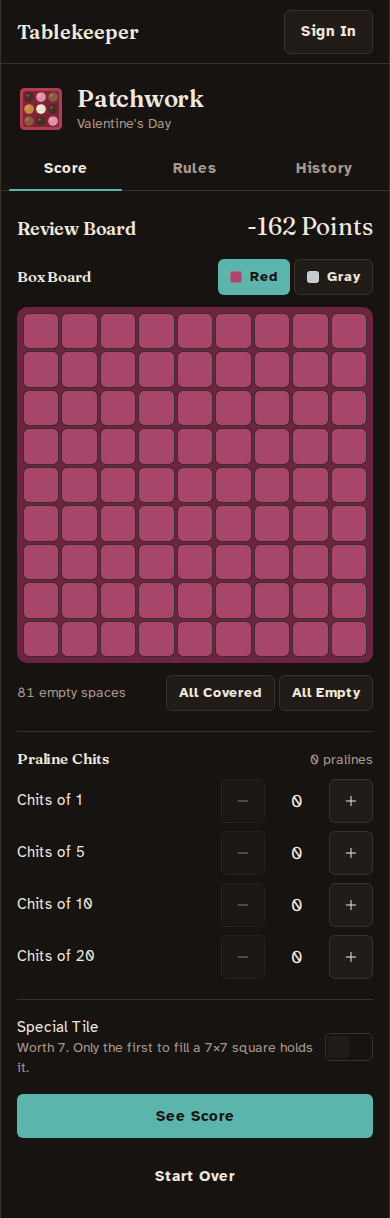 Tablekeeper
Sign In
Patchwork
Valentine's Day
Score
Rules
History
Review Board
-162 Points
Box Board
Red
Gray
81 empty spaces
All Covered
All Empty
Praline Chits
0 pralines
Chits of 1
−
0
+
Chits of 5
−
0
+
Chits of 10
−
0
+
Chits of 20
−
0
+
Special Tile
Worth 7. Only the first to fill a 7×7 square holds
it.
See Score
Start Over